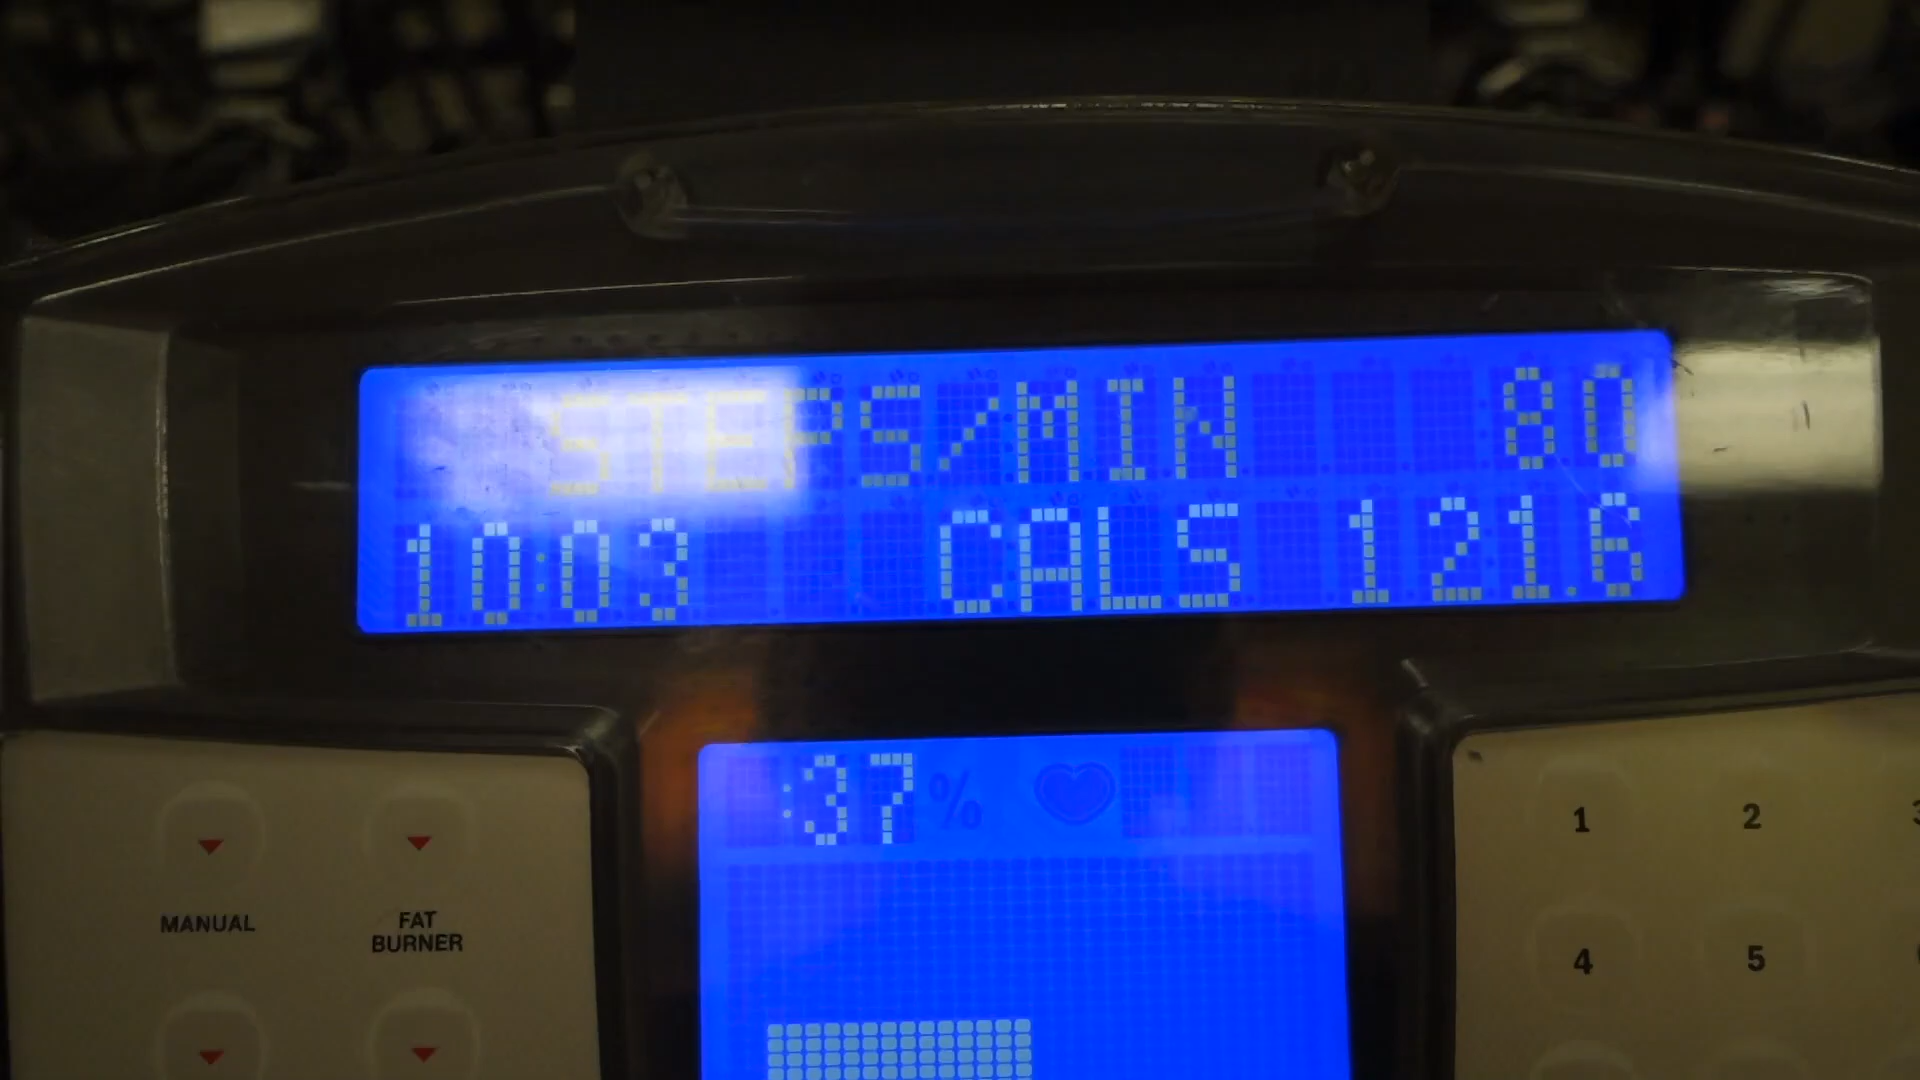 STEPS/MIN 80
10:03 CALS 121.6
:37 %
MANUAL
FAT
BURNER
1 2
4 5